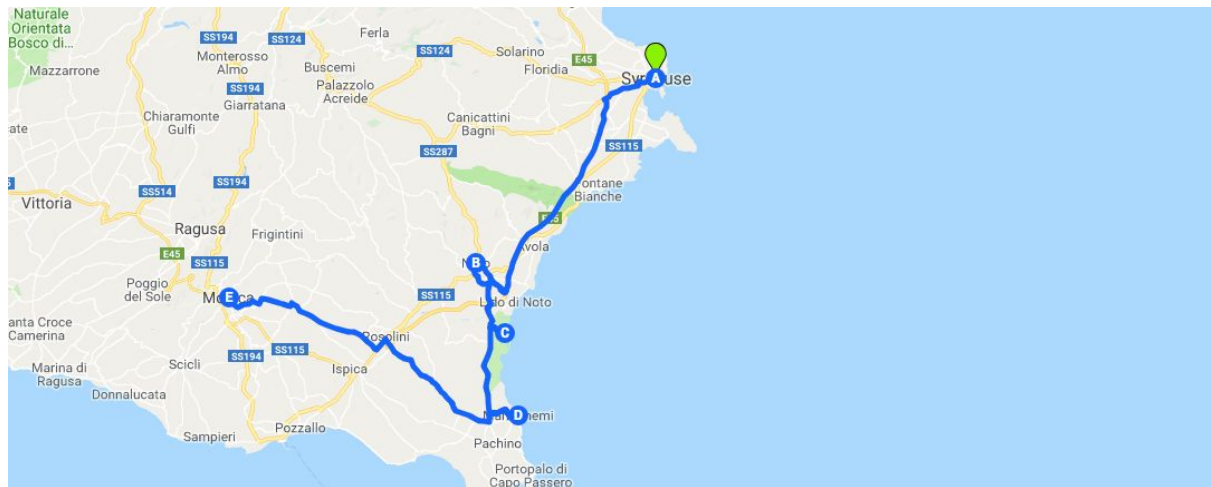 Naturale
Orientata
Bosco di...
SS194
SS124
Ferla
Solarino
SS124
E45
Mazzarrone
Monterosso
Almo
Buscemi
Floridia
A
Palazzolo
Acreide
SS194
Giarratana
Chiaramonte
Gulfi
Canicattini
Bagni
SS115
SS287
SS194
SS514
Fontane
Bianche
Vittoria
Ragusa
Frigintini
Avola
E45
SS115
B
Poggio
del Sole
E
SS115
Lido di Noto
anta Croce
Camerina
C
Rosolini
SS194
SS115
Scicli
Ispica
Marina di
Ragusa
Donnalucata
D
Sampieri
Pozzallo
Pachino
Portopalo di
Capo Passero